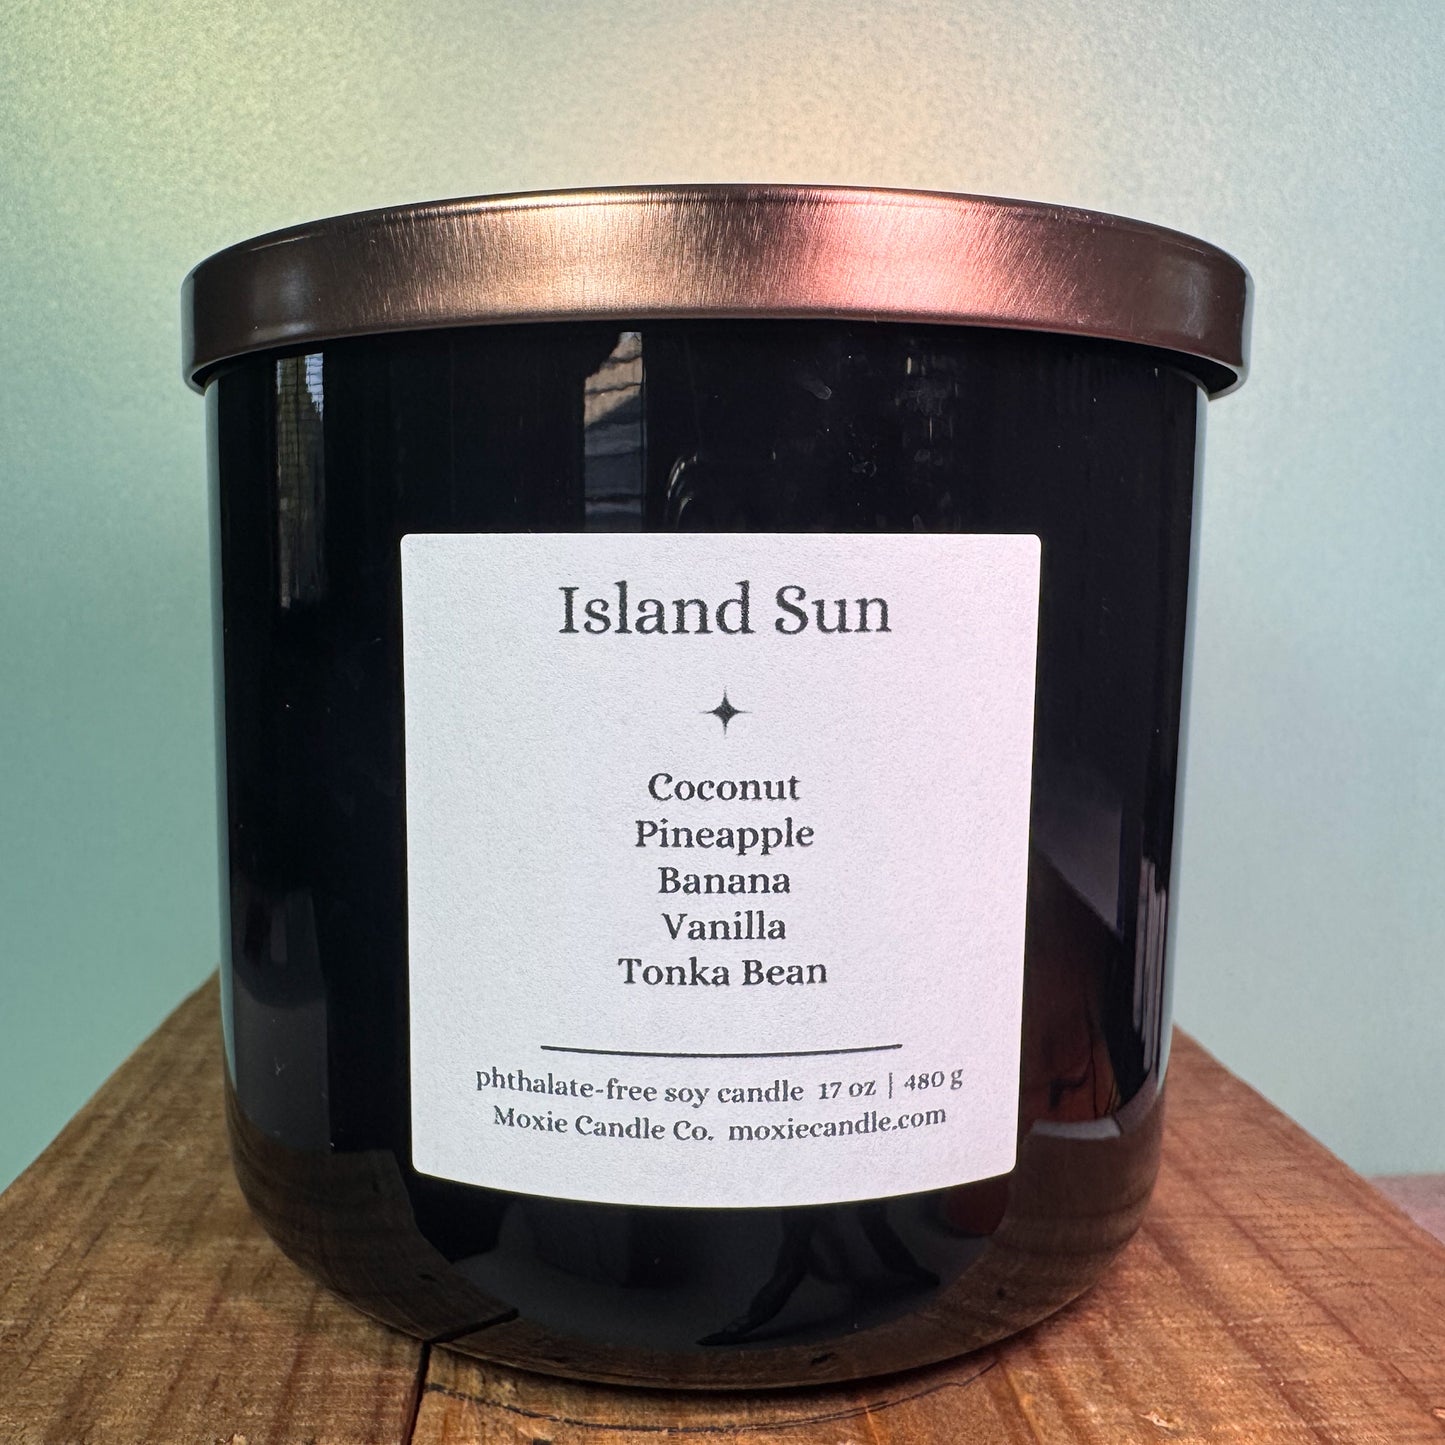 Island Sun
Coconut
Pineapple
Banana
Vanilla
Tonka Bean
phthalate-free soy candle 17 oz | 480 g
Moxie Candle Co. moxiecandle.com